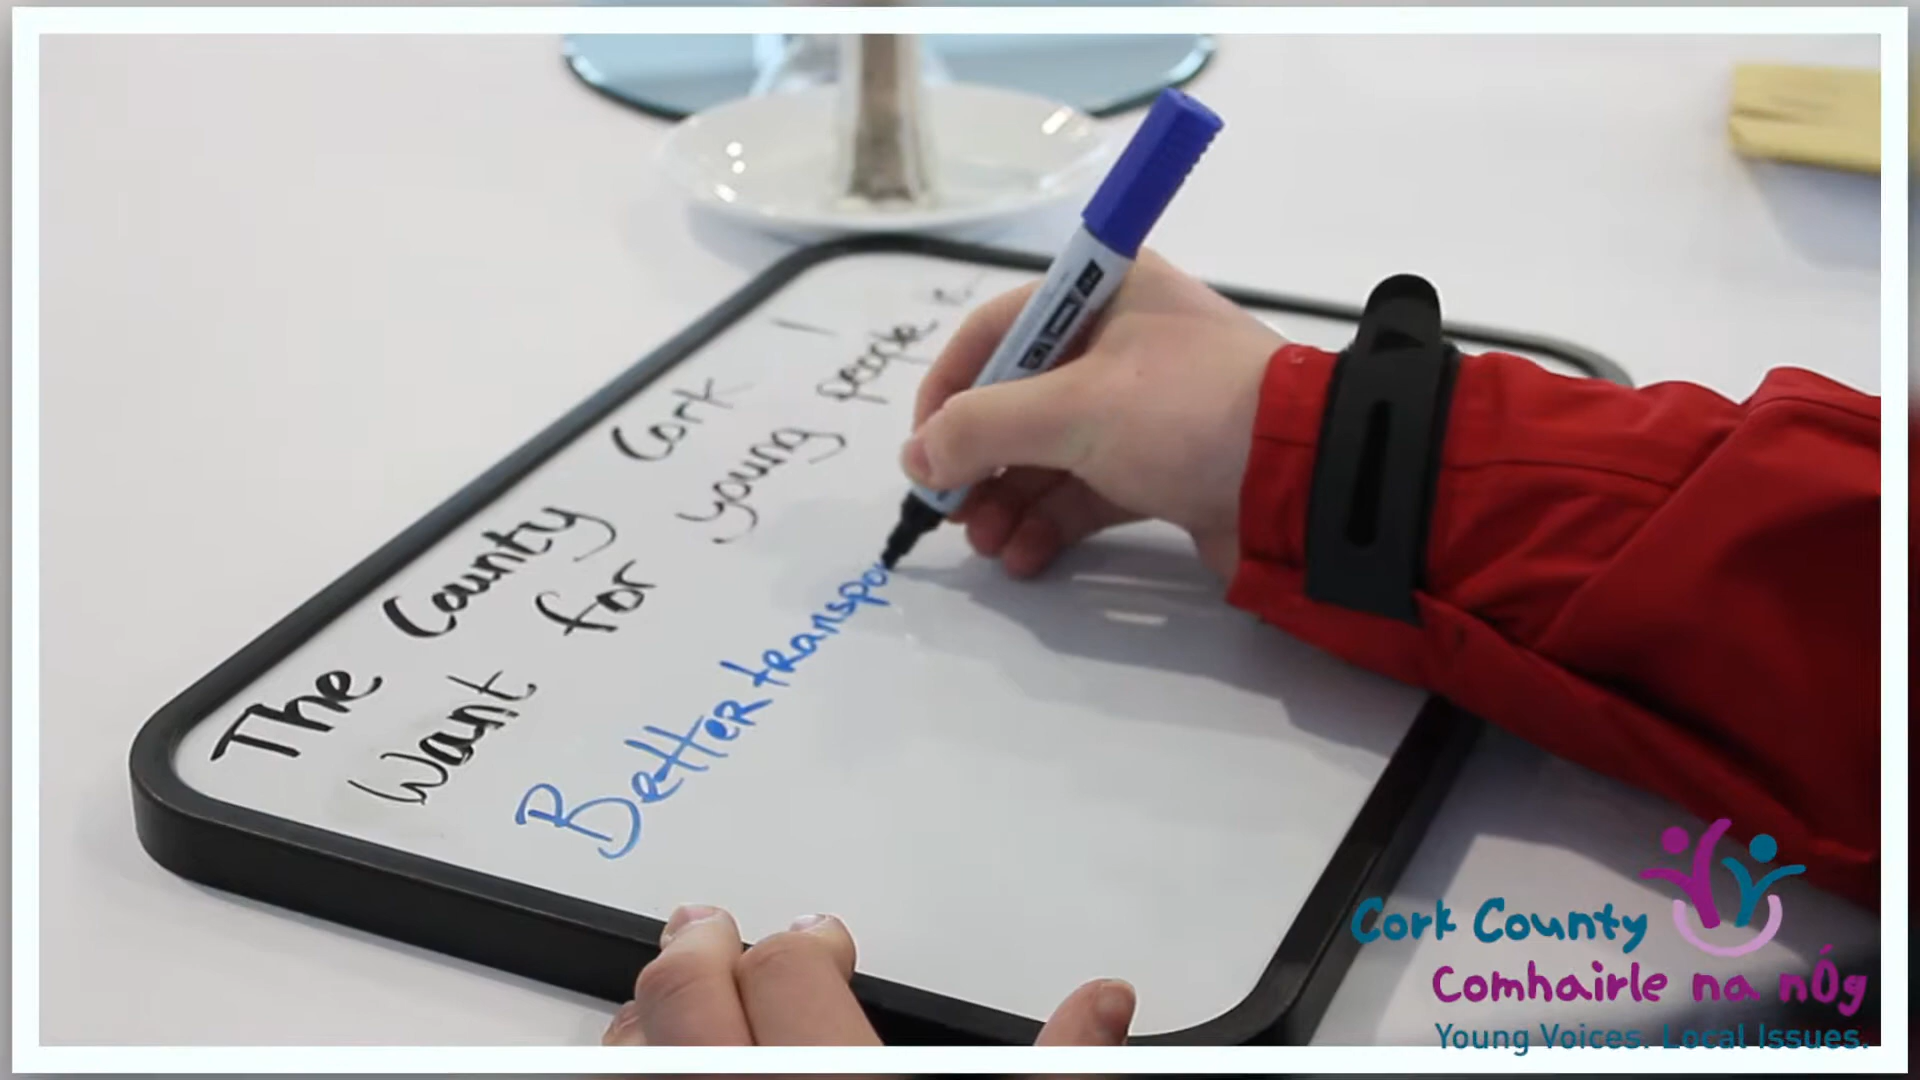 The County Cork I
want for young people is
Better transpo
Cork County
Comhairle na nÓg
Young Voices. Local Issues.